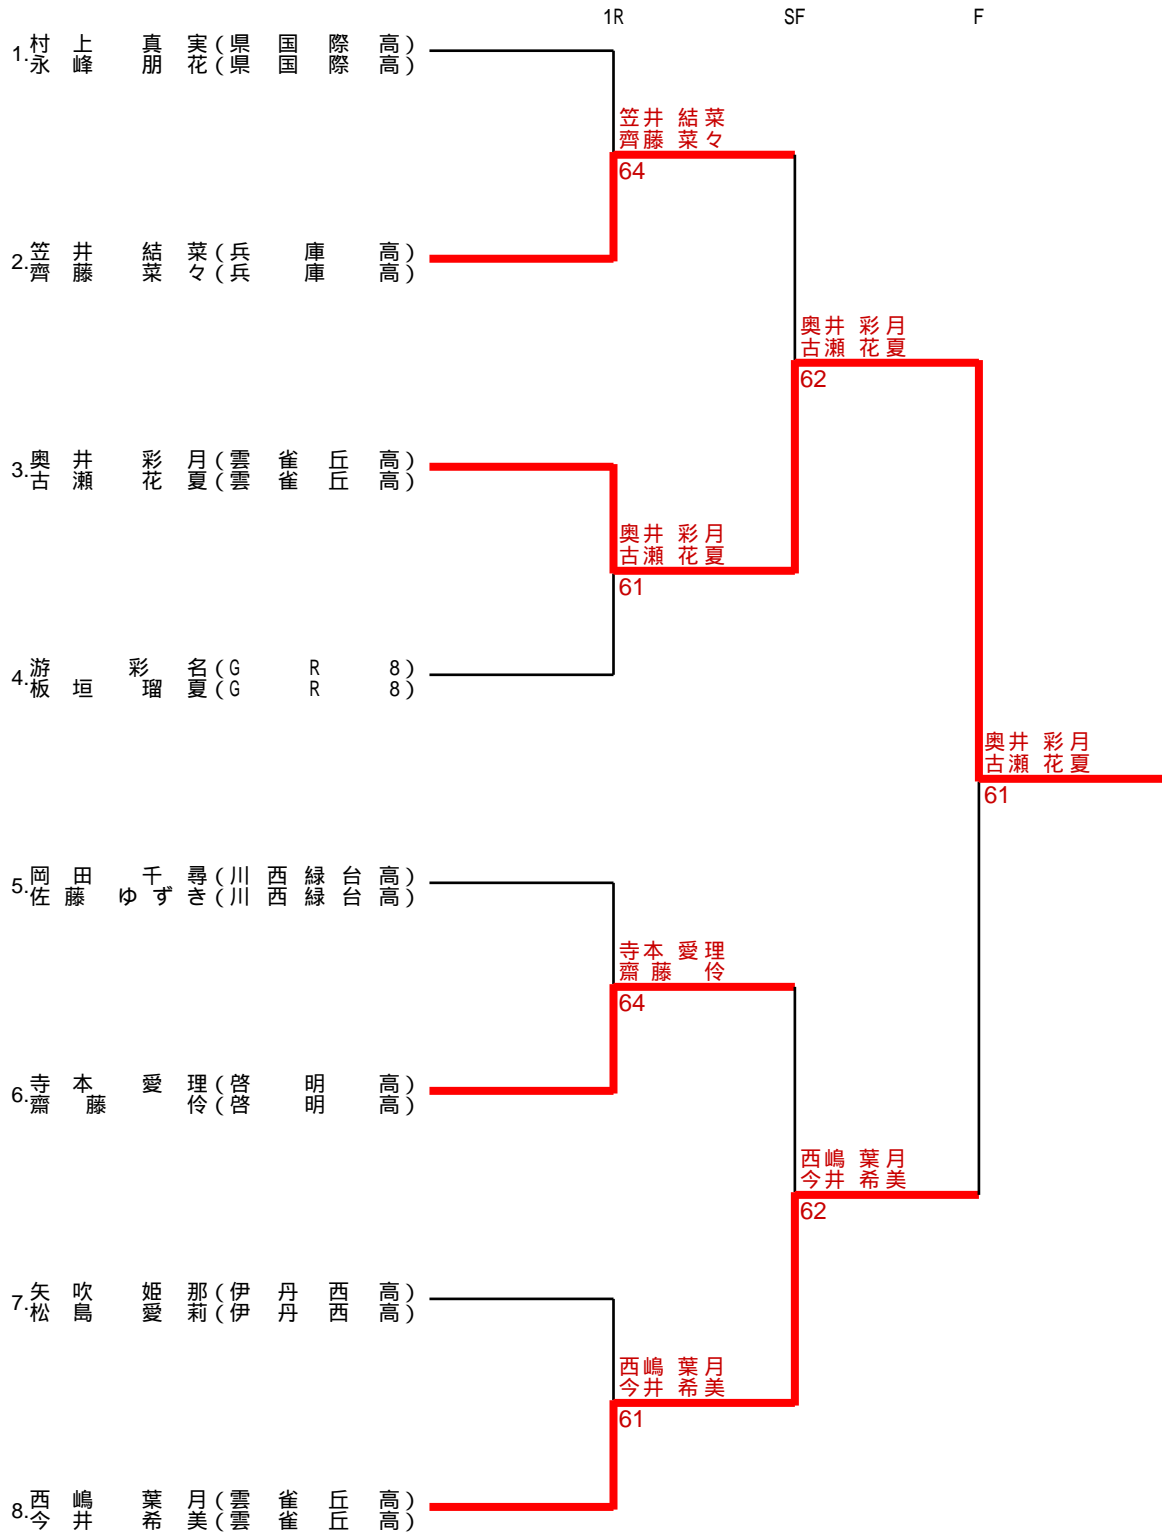 1R SF F
1. 村上 真実(県国際高)
永峰 朋花(県国際高)
笠井 結菜
齊藤 菜々
64
2. 笠井 結菜(兵庫高)
齊藤 菜々(兵庫高)
奥井 彩月
古瀬 花夏
62
3. 奥井 彩月(雲雀丘高)
古瀬 花夏(雲雀丘高)
奥井 彩月
古瀬 花夏
61
4. 游 彩名(GR8)
板垣 瑠夏(GR8)
奥井 彩月
古瀬 花夏
61
5. 岡田 千尋(川西緑台高)
佐藤 ゆずき(川西緑台高)
寺本 愛理
齋藤 伶
64
6. 寺本 愛理(啓明高)
齋藤 伶(啓明高)
西嶋 葉月
今井 希美
62
7. 矢吹 姫那(伊丹西高)
松島 愛莉(伊丹西高)
西嶋 葉月
今井 希美
61
8. 西嶋 葉月(雲雀丘高)
今井 希美(雲雀丘高)